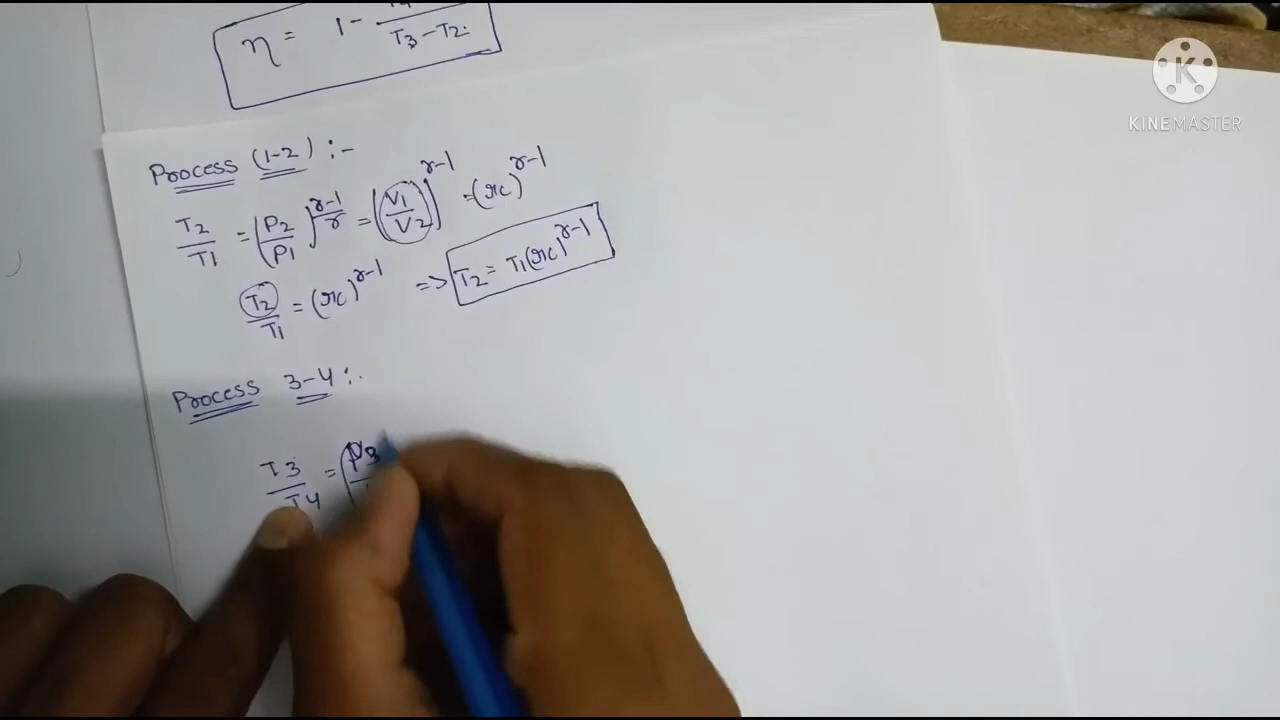 η = 1 - / T3 - T2
KINEMASTER
Process (1-2) :-
T2/T1 = (P2/P1)^γ-1/γ = (V1/V2)^γ-1 = (rc)^γ-1
T2/T1 = (rc)^γ-1 => T2 = T1(rc)^γ-1
Process 3-4 :-
T3/T4 = (P3